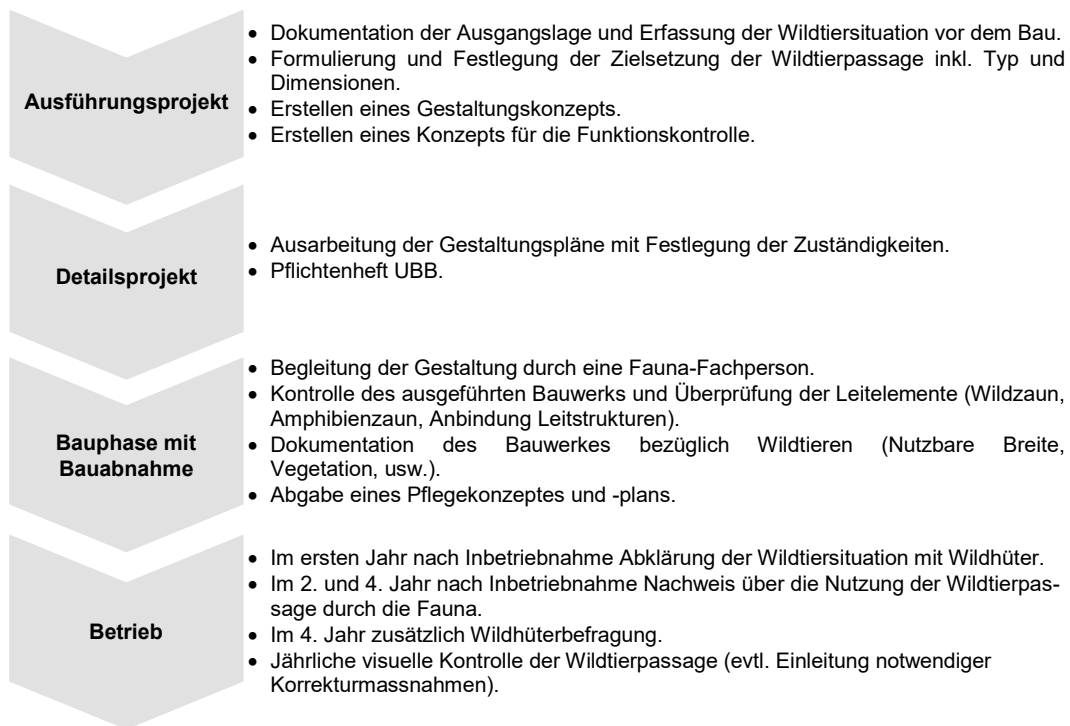 Ausführungsprojekt
• Dokumentation der Ausgangslage und Erfassung der Wildtiersituation vor dem Bau.
• Formulierung und Festlegung der Zielsetzung der Wildtierpassage inkl. Typ und
Dimensionen.
• Erstellen eines Gestaltungskonzepts.
• Erstellen eines Konzepts für die Funktionskontrolle.
Detailsprojekt
• Ausarbeitung der Gestaltungspläne mit Festlegung der Zuständigkeiten.
• Pflichtenheft UBB.
Bauphase mit
Bauabnahme
• Begleitung der Gestaltung durch eine Fauna-Fachperson.
• Kontrolle des ausgeführten Bauwerks und Überprüfung der Leitelemente (Wildzaun,
Amphibienzaun, Anbindung Leitstrukturen).
• Dokumentation des Bauwerkes bezüglich Wildtieren (Nutzbare Breite,
Vegetation, usw.).
• Abgabe eines Pflegekonzeptes und -plans.
Betrieb
• Im ersten Jahr nach Inbetriebnahme Abklärung der Wildtiersituation mit Wildhüter.
• Im 2. und 4. Jahr nach Inbetriebnahme Nachweis über die Nutzung der Wildtierpas-
sage durch die Fauna.
• Im 4. Jahr zusätzlich Wildhüterbefragung.
• Jährliche visuelle Kontrolle der Wildtierpassage (evtl. Einleitung notwendiger
Korrekturmassnahmen).